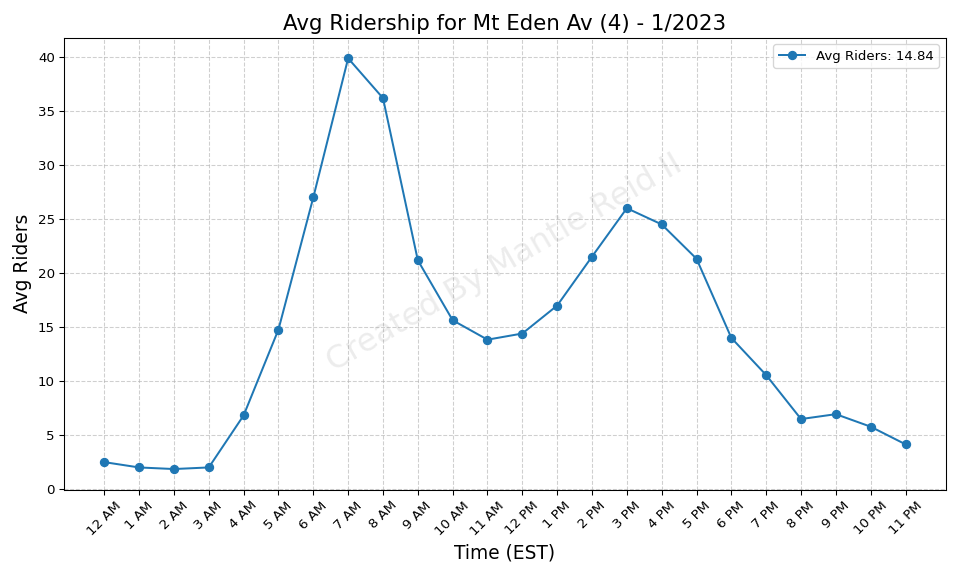 Avg Ridership for Mt Eden Av (4) - 1/2023
Avg Riders: 14.84
Avg Riders
40
35
30
25
20
15
10
5
0
Created By Mantle Reid II
12 AM
1 AM
2 AM
3 AM
4 AM
5 AM
6 AM
7 AM
8 AM
9 AM
10 AM
11 AM
12 PM
1 PM
2 PM
3 PM
4 PM
5 PM
6 PM
7 PM
8 PM
9 PM
10 PM
11 PM
Time (EST)